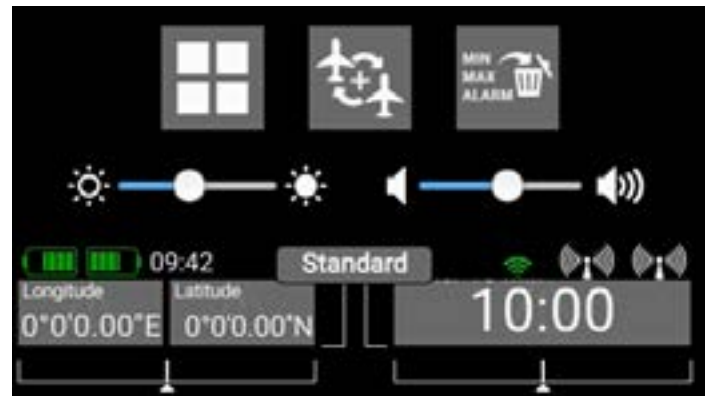 MIN
MAX
ALARM
09:42
Standard
Longitude
Latitude
0°0'0.00"E
0°0'0.00"N
10:00